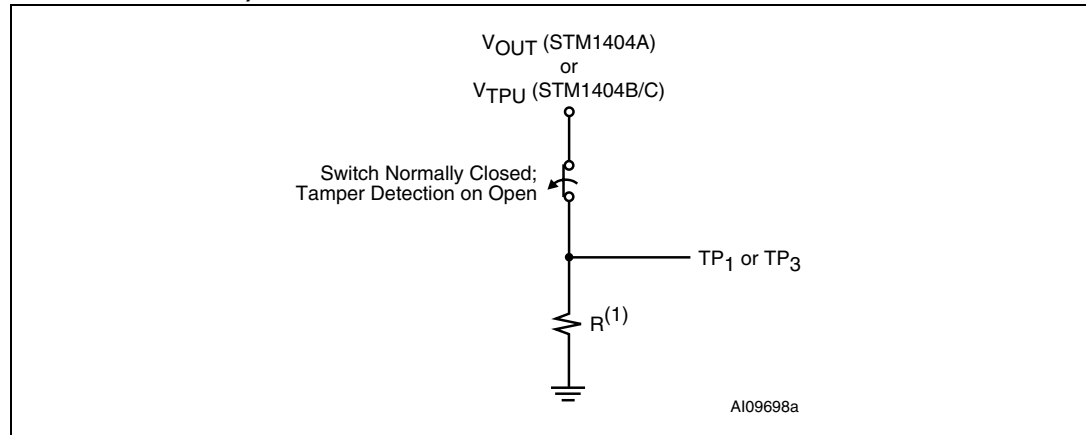 VOUT (STM1404A)
or
VTPU (STM1404B/C)
Switch Normally Closed;
Tamper Detection on Open
TP1 or TP3
R(1)
AI09698a